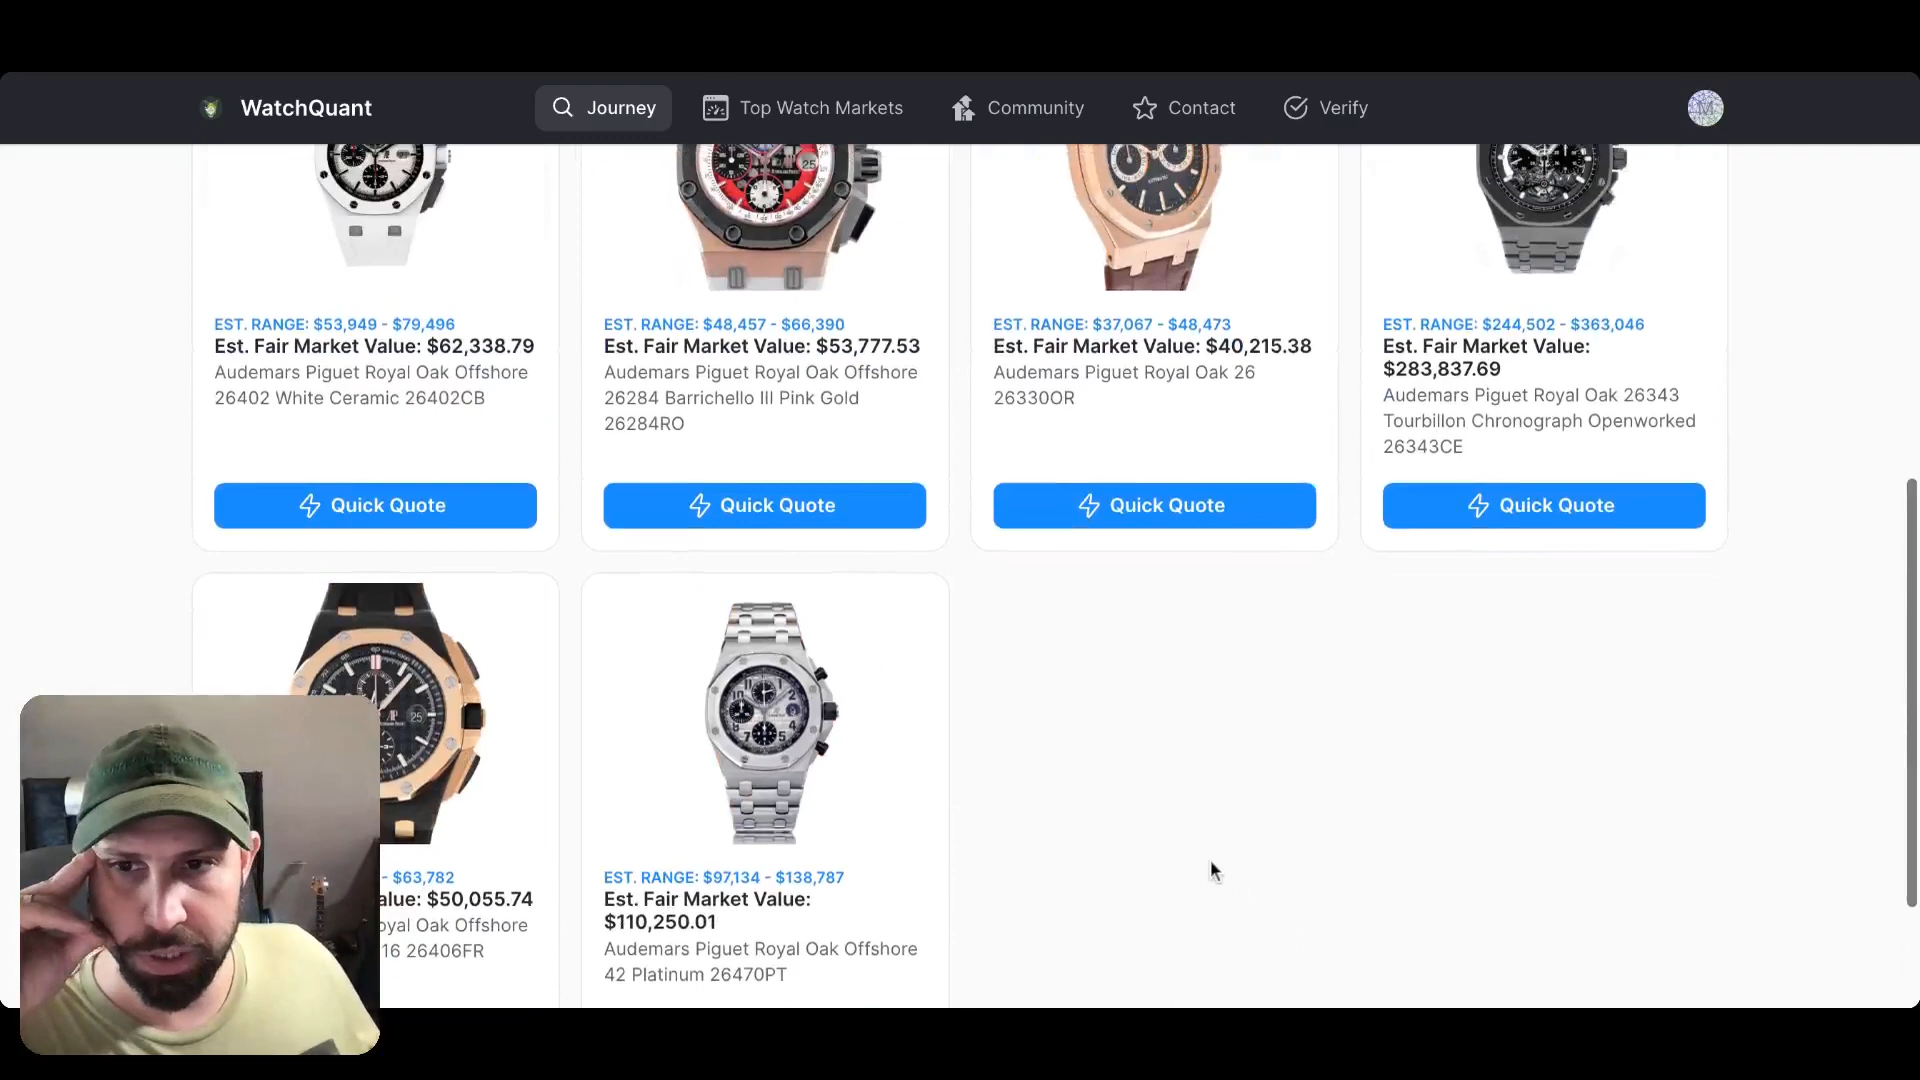 WatchQuant
Journey
Top Watch Markets
Community
Contact
Verify
EST. RANGE: $53,949 - $79,496
Est. Fair Market Value: $62,338.79
Audemars Piguet Royal Oak Offshore
26402 White Ceramic 26402CB
Quick Quote
EST. RANGE: $48,457 - $66,390
Est. Fair Market Value: $53,777.53
Audemars Piguet Royal Oak Offshore
26284 Barrichello III Pink Gold
26284RO
Quick Quote
EST. RANGE: $37,067 - $48,473
Est. Fair Market Value: $40,215.38
Audemars Piguet Royal Oak 26
26330OR
Quick Quote
EST. RANGE: $244,502 - $363,046
Est. Fair Market Value:
$283,837.69
Audemars Piguet Royal Oak 26343
Tourbillon Chronograph Openworked
26343CE
Quick Quote
- $63,782
alue: $50,055.74
oyal Oak Offshore
16 26406FR
EST. RANGE: $97,134 - $138,787
Est. Fair Market Value:
$110,250.01
Audemars Piguet Royal Oak Offshore
42 Platinum 26470PT